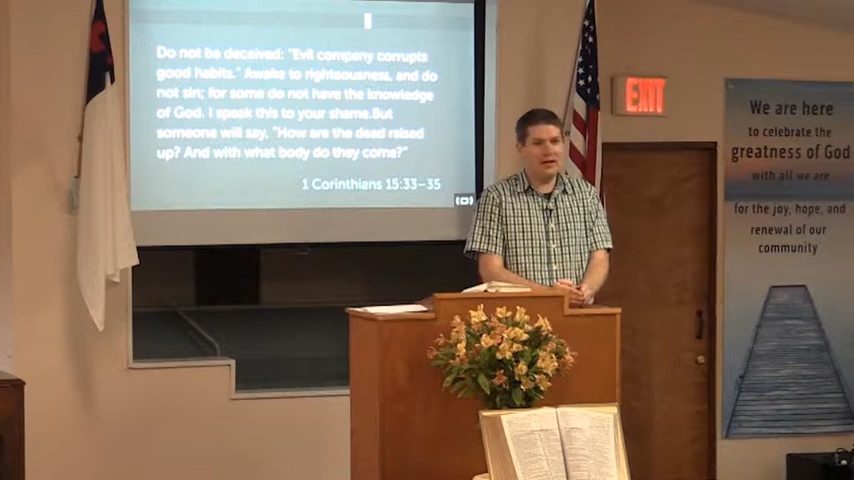 Do not be deceived: "Evil company corrupts
good habits." Awake to righteousness, and do
not sin; for some do not have the knowledge
of God. I speak this to your shame.But
someone will say, "How are the dead raised
up? And with what body do they come?"
1 Corinthians 15:33–35
EXIT
We are HERE
to celebrate the
greatness of God
with all we are
for the joy, hope, and
renewal of our
community